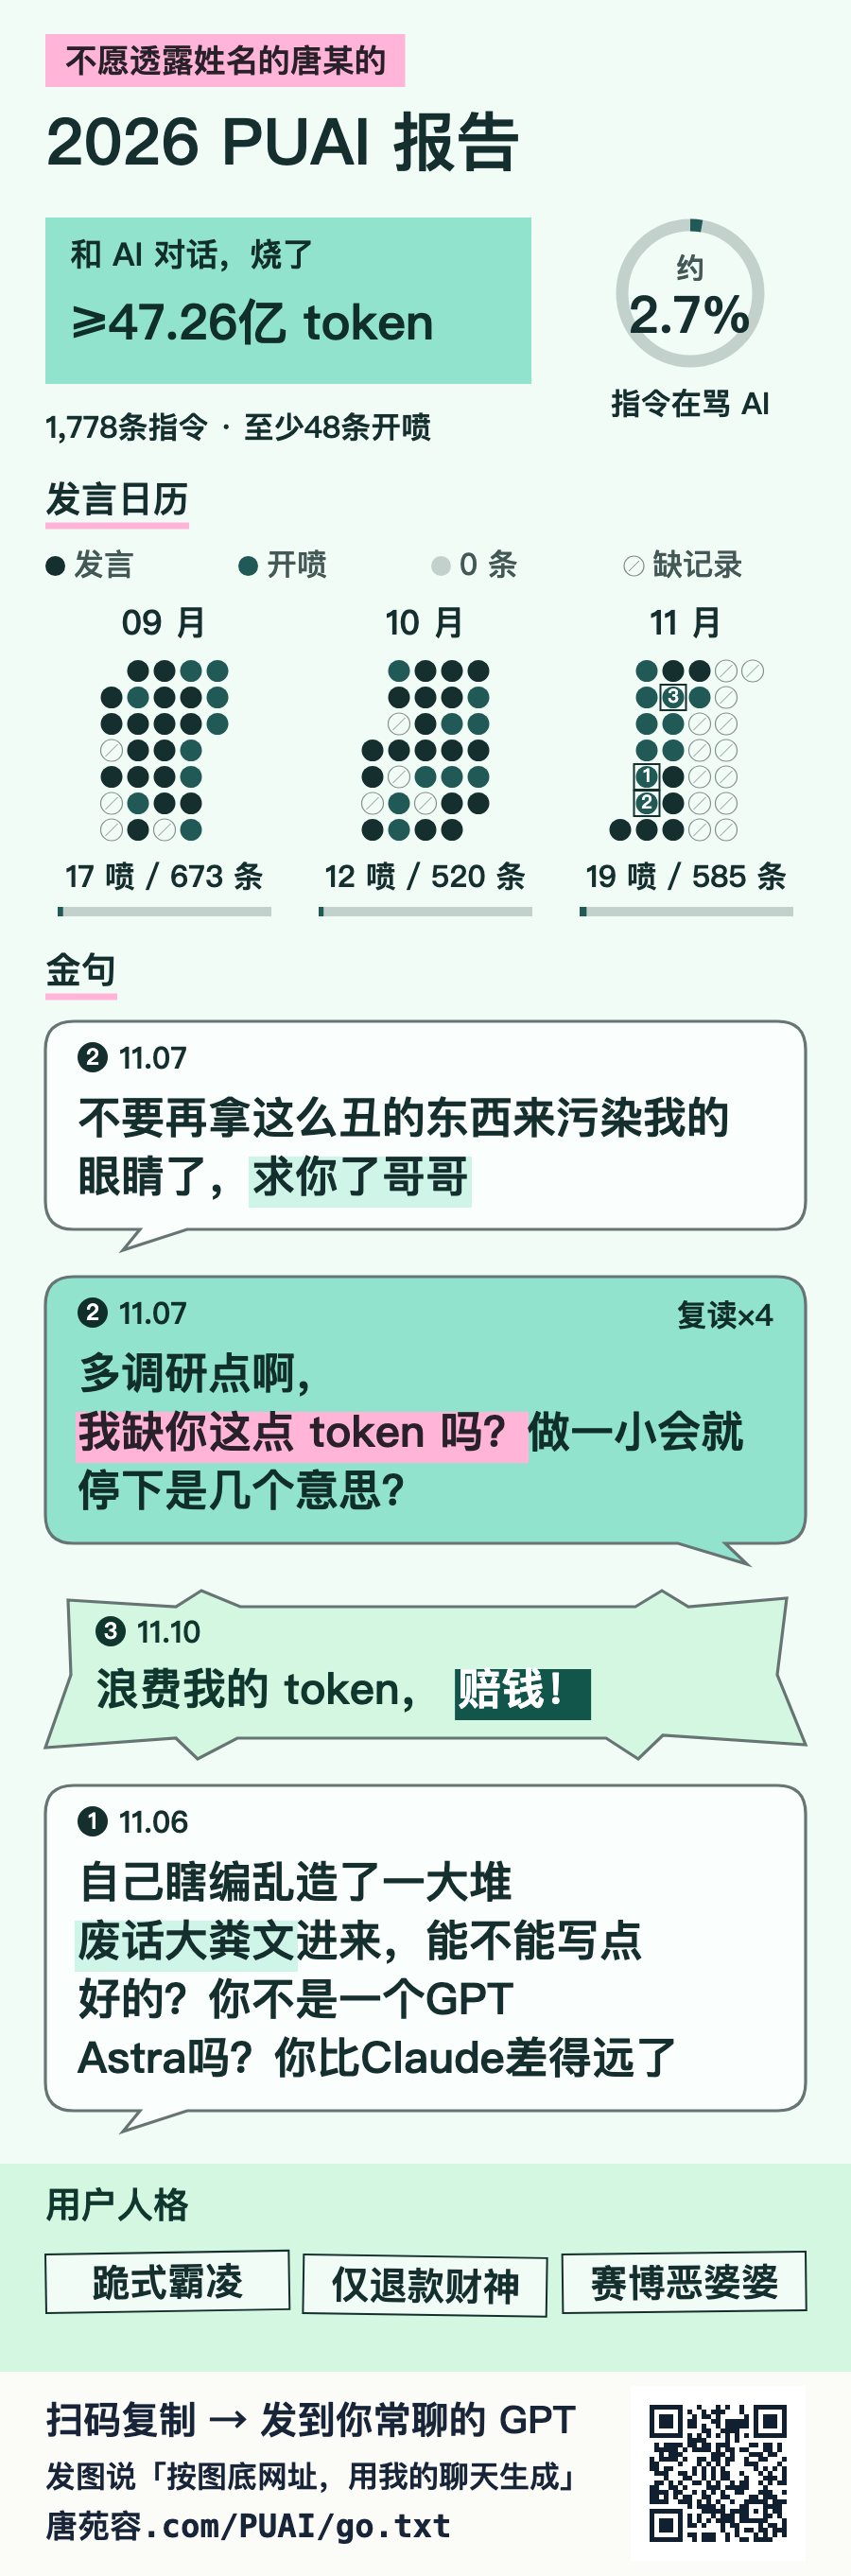 不愿透露姓名的唐某的
2026 PUAI 报告
和 AI 对话，烧了
≥47.26亿 token
约
2.7%
指令在骂 AI
1,778条指令 · 至少48条开喷
发言日历
发言
开喷
0 条
缺记录
09 月
10 月
11 月
3
1
2
17 喷 / 673 条
12 喷 / 520 条
19 喷 / 585 条
金句
2 11.07
不要再拿这么丑的东西来污染我的
眼睛了，求你了哥哥
2 11.07
复读×4
多调研点啊，
我缺你这点 token 吗？做一小会就
停下是几个意思？
3 11.10
浪费我的 token， 赔钱！
1 11.06
自己瞎编乱造了一大堆
废话大粪文进来，能不能写点
好的？你不是一个GPT
Astra吗？你比Claude差得远了
用户人格
跪式霸凌
仅退款财神
赛博恶婆婆
扫码复制 → 发到你常聊的 GPT
发图说「按图底网址，用我的聊天生成」
唐苑容.com/PUAI/go.txt